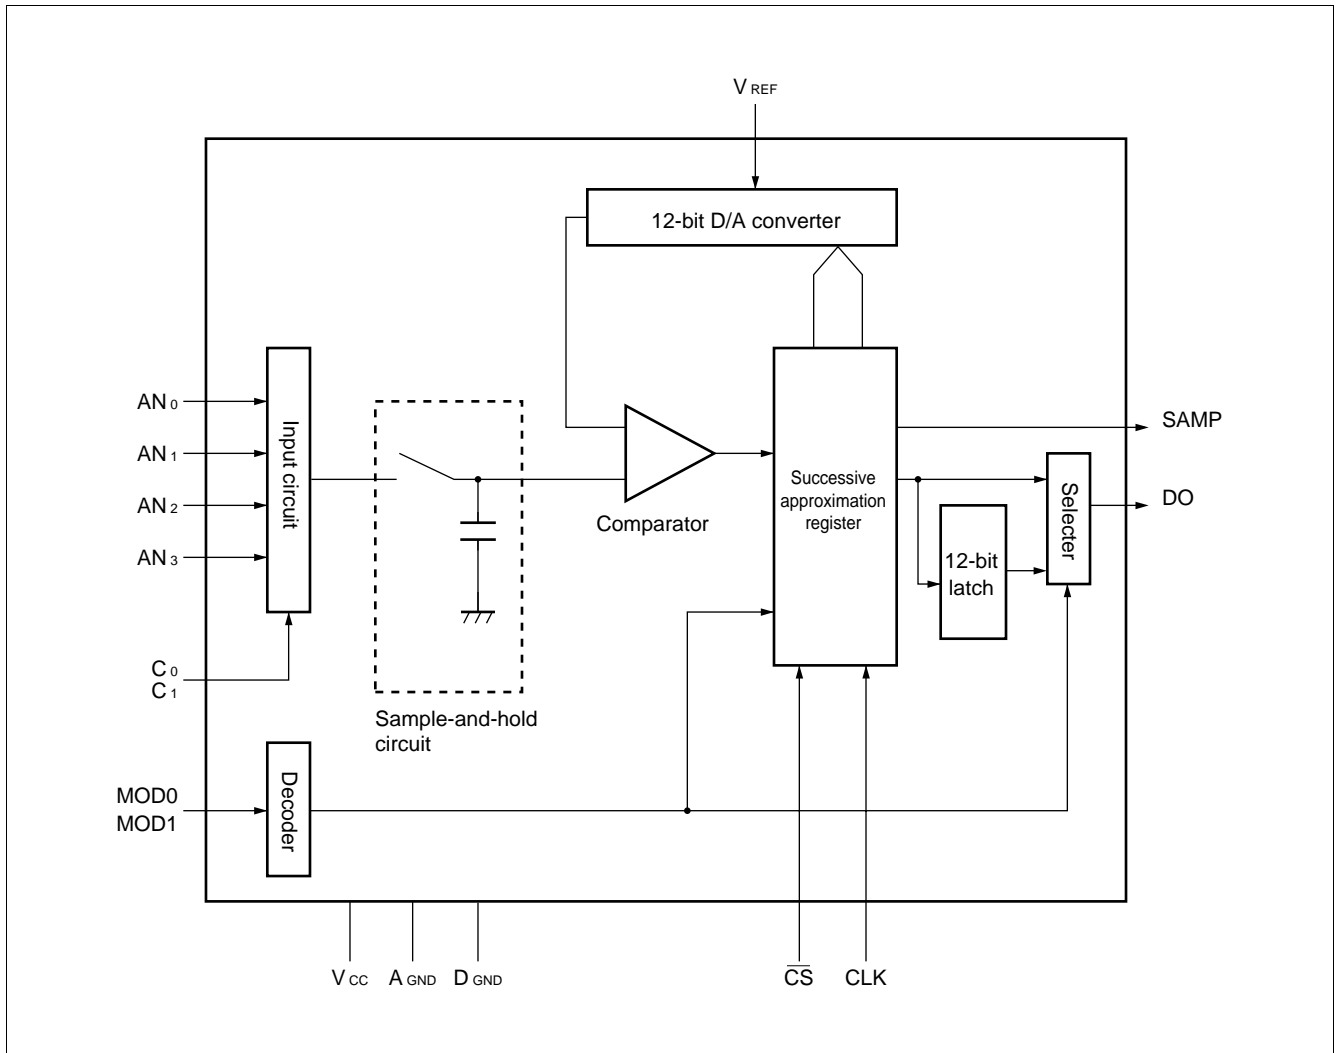 V REF
12-bit D/A converter
AN 0
AN 1
AN 2
AN 3
Input circuit
C 0
C 1
Sample-and-hold
circuit
Comparator
Successive
approximation
register
SAMP
Selecter
DO
12-bit
latch
MOD0
MOD1
Decoder
V CC
A GND
D GND
C̅S̅
CLK